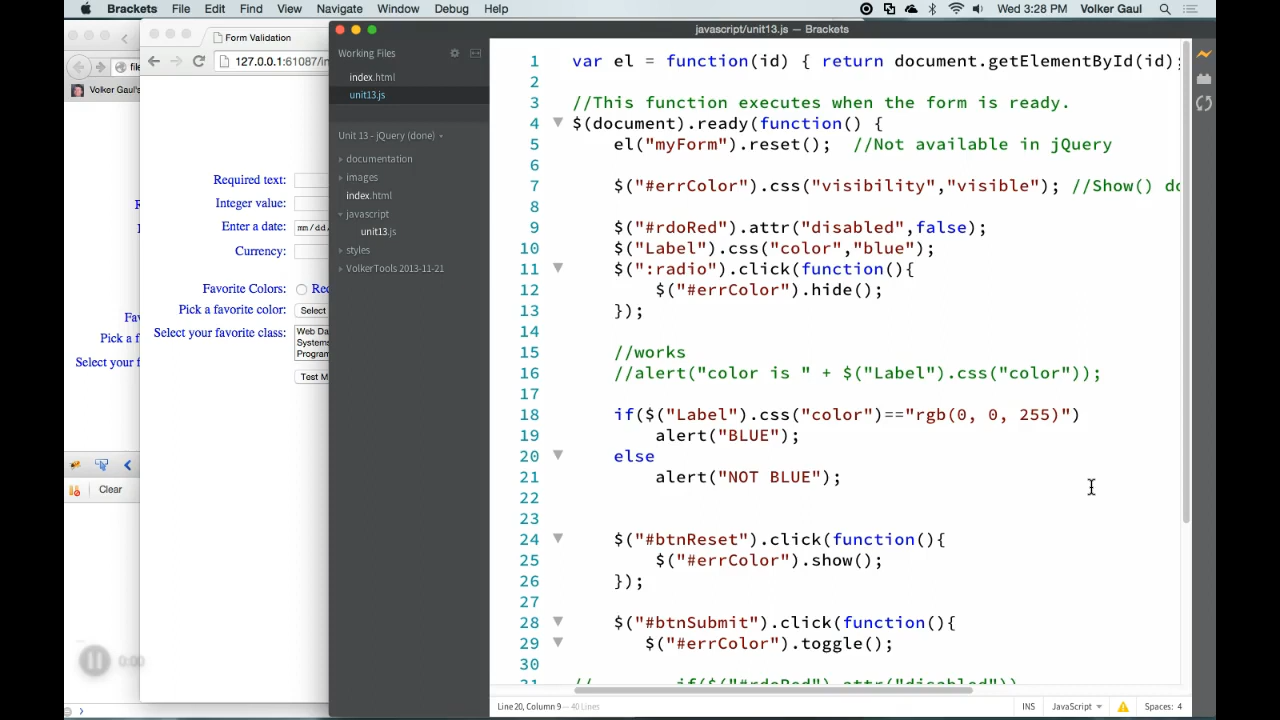 Brackets File Edit Find View Navigate Window Debug Help Wed 3:28 PM Volker Gaul
Form Validation
127.0.0.1:61087/in
Volker Gaul's
Required text:
Integer value:
Enter a date: mm/dd/
Currency:
Favorite Colors: Re
Pick a favorite color: Select
Select your favorite class: Web Da
Systems
Program
Test M
Fav
Pick a f
Select your f
Clear
0:00
javascript/unit13.js — Brackets
Working Files
index.html
unit13.js
Unit 13 - jQuery (done)
documentation
images
index.html
javascript
unit13.js
styles
VolkerTools 2013-11-21
1 var el = function(id) { return document.getElementById(id);
2
3 //This function executes when the form is ready.
4 $(document).ready(function() {
5 el("myForm").reset();  //Not available in jQuery
6
7 $("#errColor").css("visibility","visible"); //Show() do
8
9 $("#rdoRed").attr("disabled",false);
10 $("Label").css("color","blue");
11 $(":radio").click(function(){
12 $("#errColor").hide();
13 });
14
15 //works
16 //alert("color is " + $("Label").css("color"));
17
18 if($("Label").css("color")=="rgb(0, 0, 255)")
19 alert("BLUE");
20 else
21 alert("NOT BLUE");
22
23
24 $("#btnReset").click(function(){
25 $("#errColor").show();
26 });
27
28 $("#btnSubmit").click(function(){
29 $("#errColor").toggle();
30
31 // if($("#rdoRed").attr("disabled"))
Line 20, Column 9 — 40 Lines INS JavaScript Spaces: 4